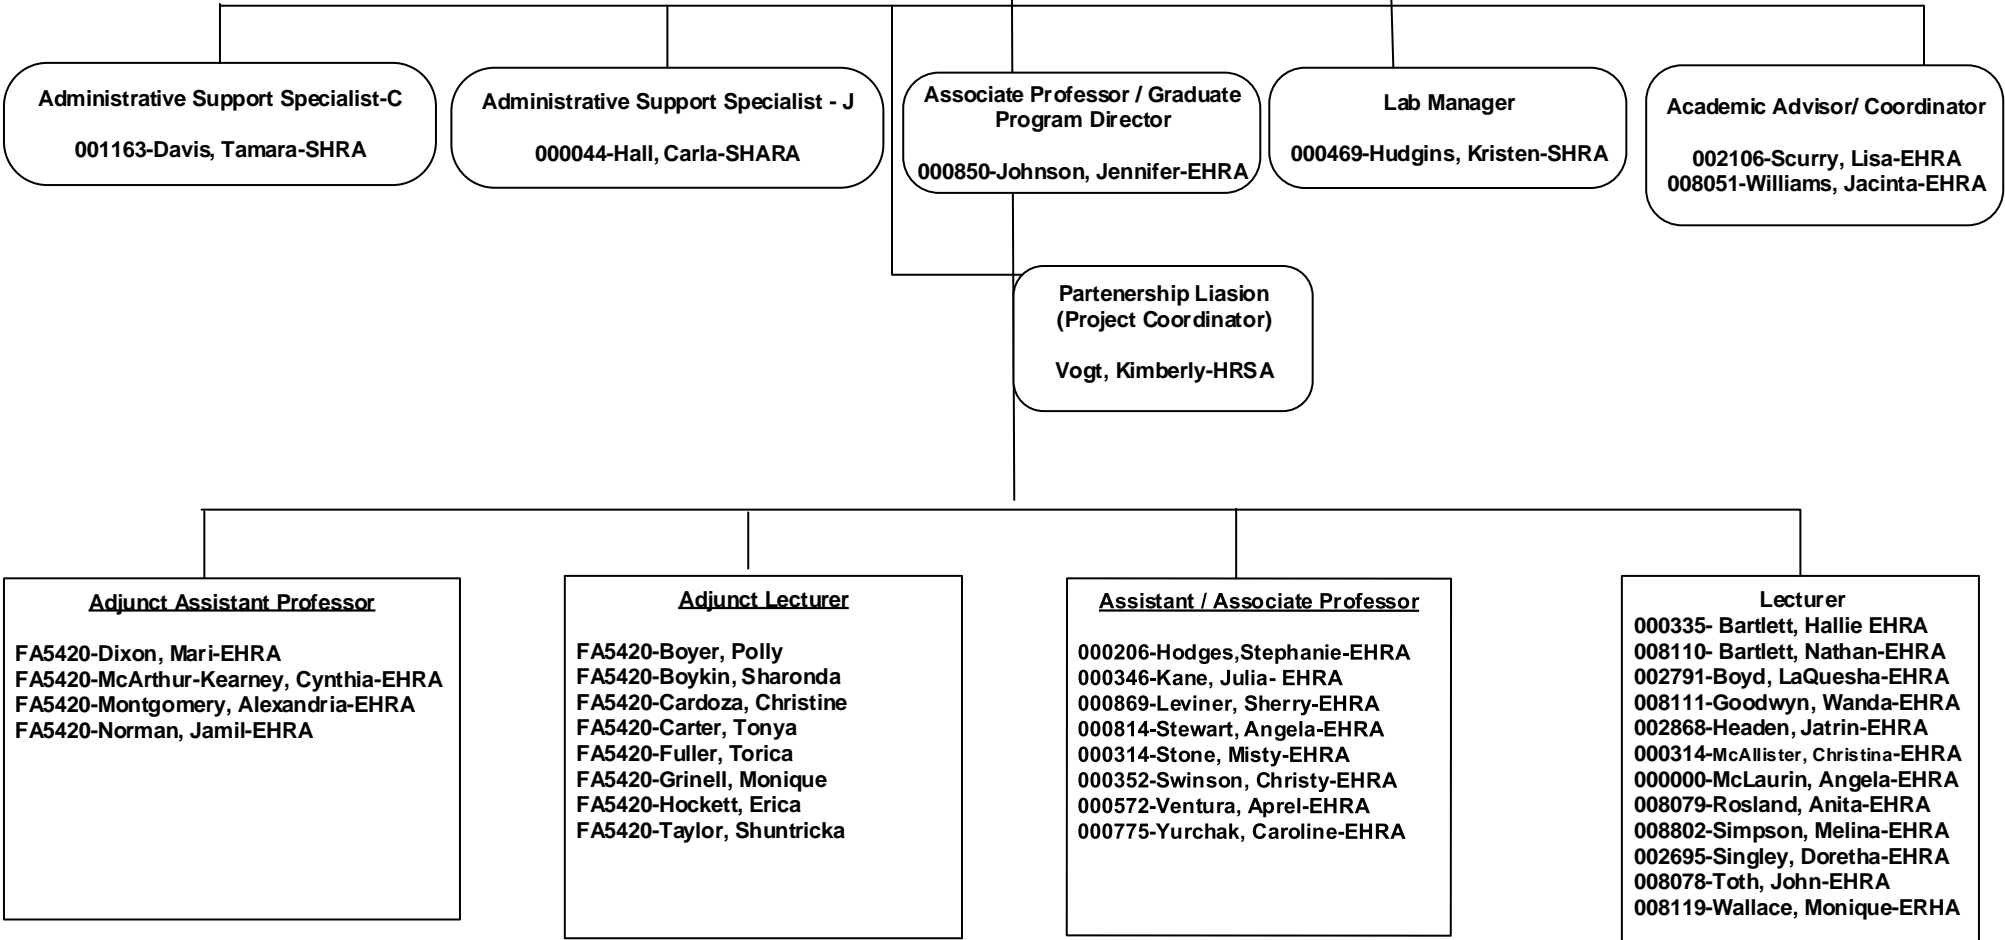 Administrative Support Specialist-C
001163-Davis, Tamara-SHRA
Administrative Support Specialist - J
000044-Hall, Carla-SHARA
Associate Professor / Graduate
Program Director
000850-Johnson, Jennifer-EHRA
Lab Manager
000469-Hudgins, Kristen-SHRA
Academic Advisor/ Coordinator
002106-Scurry, Lisa-EHRA
008051-Williams, Jacinta-EHRA
Partenership Liasion
(Project Coordinator)
Vogt, Kimberly-HRSA
Adjunct Assistant Professor
FA5420-Dixon, Mari-EHRA
FA5420-McArthur-Kearney, Cynthia-EHRA
FA5420-Montgomery, Alexandria-EHRA
FA5420-Norman, Jamil-EHRA
Adjunct Lecturer
FA5420-Boyer, Polly
FA5420-Boykin, Sharonda
FA5420-Cardoza, Christine
FA5420-Carter, Tonya
FA5420-Fuller, Torica
FA5420-Grinell, Monique
FA5420-Hockett, Erica
FA5420-Taylor, Shuntricka
Assistant / Associate Professor
000206-Hodges,Stephanie-EHRA
000346-Kane, Julia- EHRA
000869-Leviner, Sherry-EHRA
000814-Stewart, Angela-EHRA
000314-Stone, Misty-EHRA
000352-Swinson, Christy-EHRA
000572-Ventura, Aprel-EHRA
000775-Yurchak, Caroline-EHRA
Lecturer
000335- Bartlett, Hallie EHRA
008110- Bartlett, Nathan-EHRA
002791-Boyd, LaQuesha-EHRA
008111-Goodwyn, Wanda-EHRA
002868-Headen, Jatrin-EHRA
000314-McAllister, Christina-EHRA
000000-McLaurin, Angela-EHRA
008079-Rosland, Anita-EHRA
008802-Simpson, Melina-EHRA
002695-Singley, Doretha-EHRA
008078-Toth, John-EHRA
008119-Wallace, Monique-ERHA